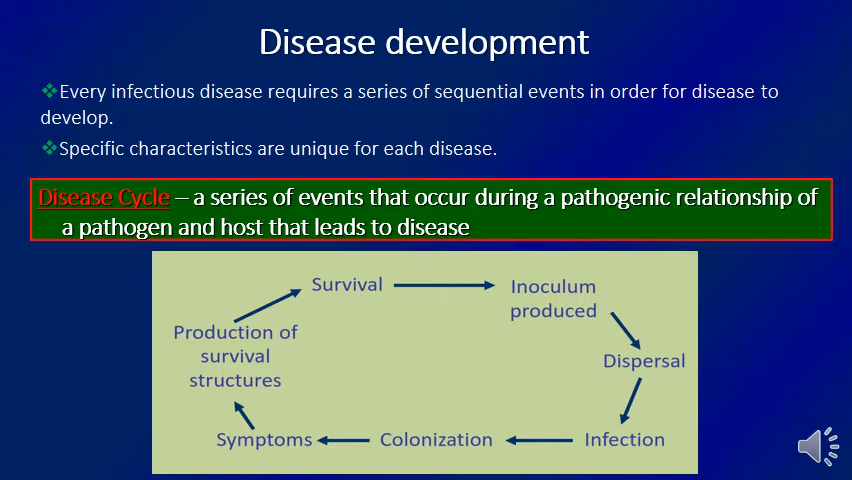 Disease development
❖Every infectious disease requires a series of sequential events in order for disease to
develop.
❖Specific characteristics are unique for each disease.
Disease Cycle – a series of events that occur during a pathogenic relationship of
a pathogen and host that leads to disease
Survival
Inoculum
produced
Dispersal
Infection
Colonization
Symptoms
Production of
survival
structures